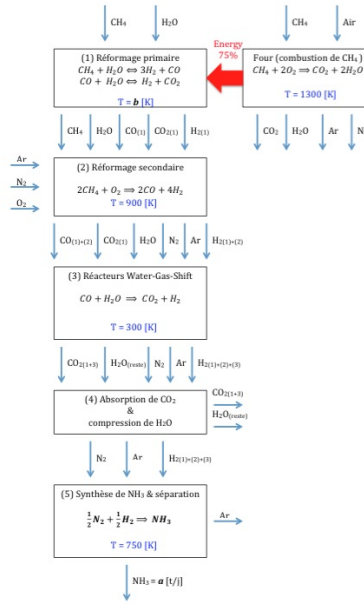 CH₄ H₂O CH₄ Air
Energy
75%
(1) Réformage primaire
CH₄ + H₂O ⇔ 3H₂ + CO
CO + H₂O ⇔ H₂ + CO₂
T = b [K]
Four (combustion de CH₄)
CH₄ + 2O₂ ⇒ CO₂ + 2H₂O
T = 1300 [K]
CH₄ H₂O CO₍₁₎ CO₂₍₁₎ H₂₍₁₎
CO₂ H₂O Ar N
Ar
N₂
O₂
(2) Réformage secondaire
2CH₄ + O₂ ⇒ 2CO + 4H₂
T = 900 [K]
CO₍₁₎₊₍₂₎ CO₂₍₁₎ H₂O N₂ Ar H₂₍₁₎₊₍₂₎
(3) Réacteurs Water-Gas-Shift
CO + H₂O ⇒ CO₂ + H₂
T = 300 [K]
CO₂₍₁₊₃₎ H₂O₍reste₎ N₂ Ar H₂₍₁₎₊₍₂₎₊₍₃₎
(4) Absorption de CO₂
&
compression de H₂O
CO₂₍₁₊₃₎
H₂O₍reste₎
N₂ Ar H₂₍₁₎₊₍₂₎₊₍₃₎
(5) Synthèse de NH₃ & séparation
½N₂ + ½H₂ ⇒ NH₃
T = 750 [K]
Ar
NH₃ = a [t/j]